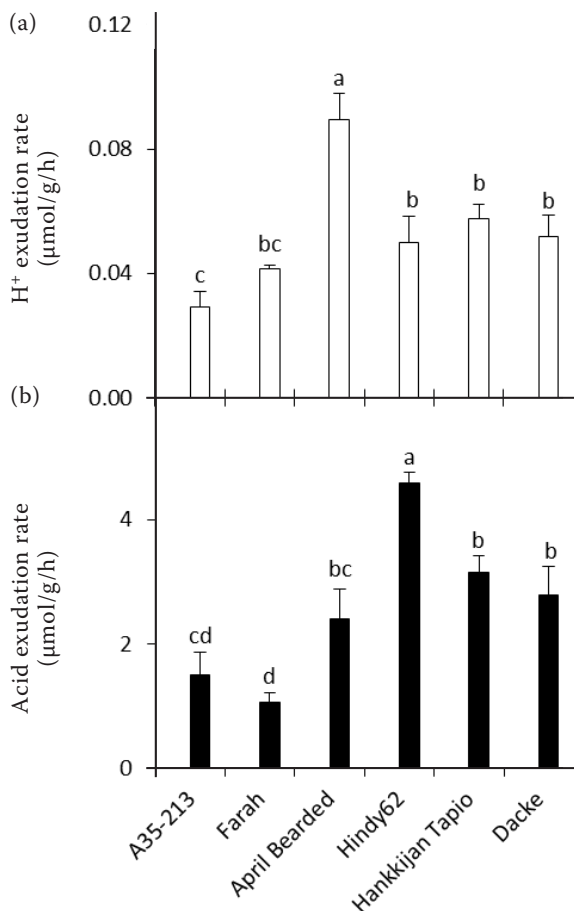 (a)
0.12
0.08
0.04
0.00
H⁺ exudation rate
(µmol/g/h)
c
bc
a
b
b
b
(b)
4
2
0
Acid exudation rate
(µmol/g/h)
cd
d
bc
a
b
b
A35-213
Farah
April Bearded
Hindy62
Hankkijan Tapio
Dacke